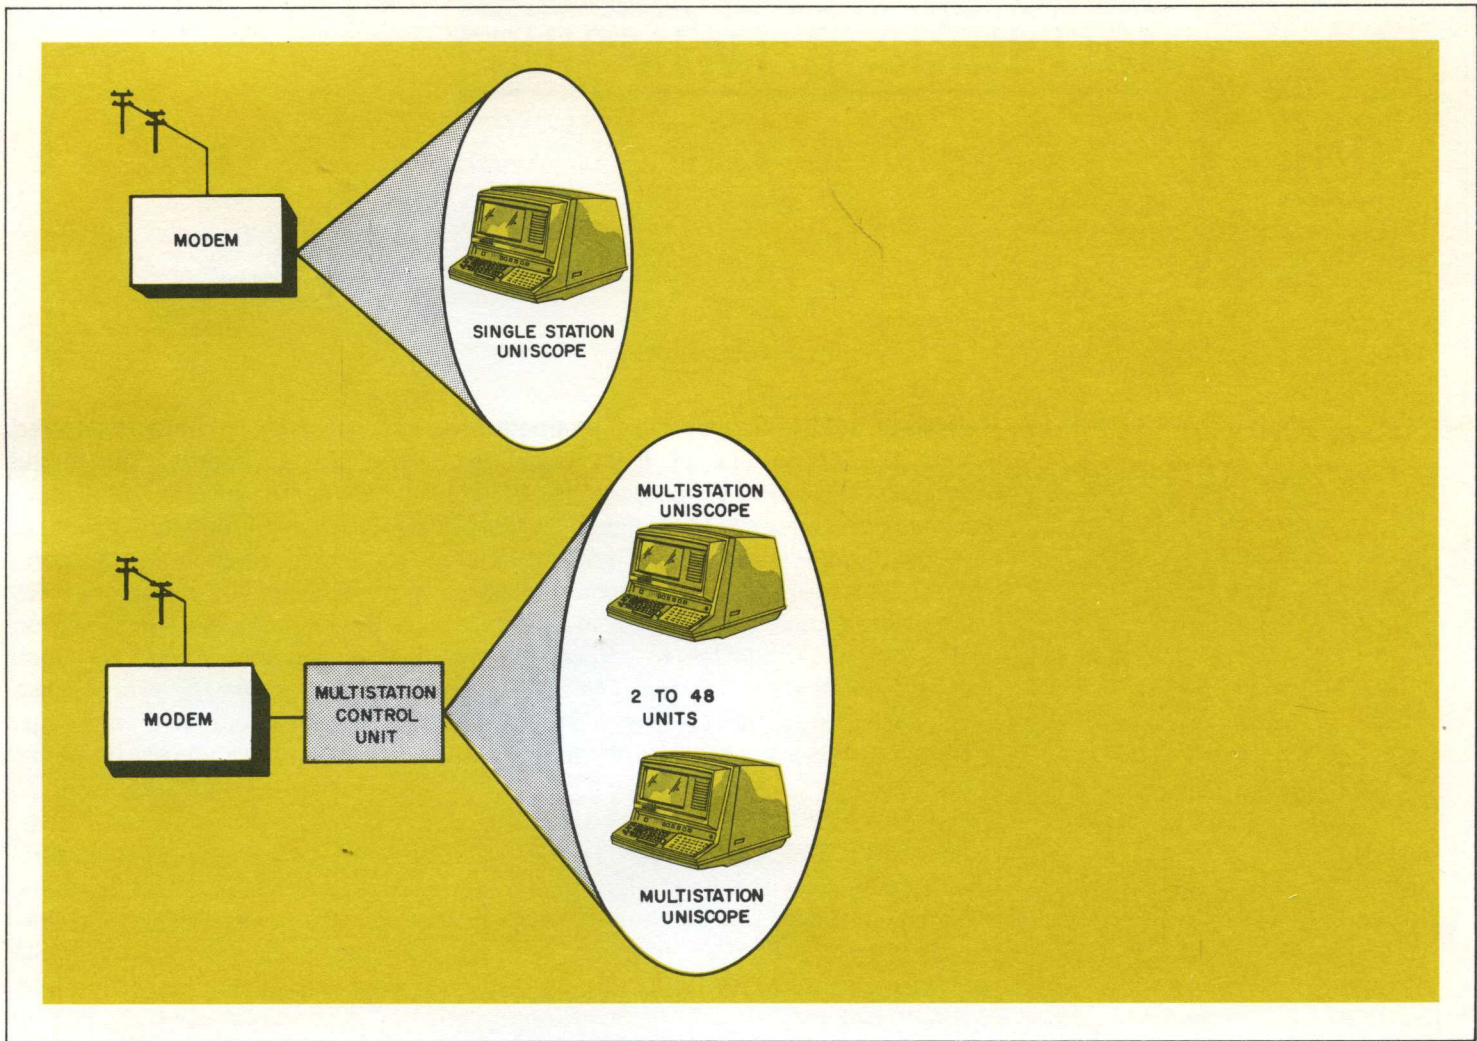 MODEM
SINGLE STATION
UNISCOPE
MULTISTATION
UNISCOPE
MODEM
MULTISTATION
CONTROL
UNIT
2 TO 48
UNITS
MULTISTATION
UNISCOPE